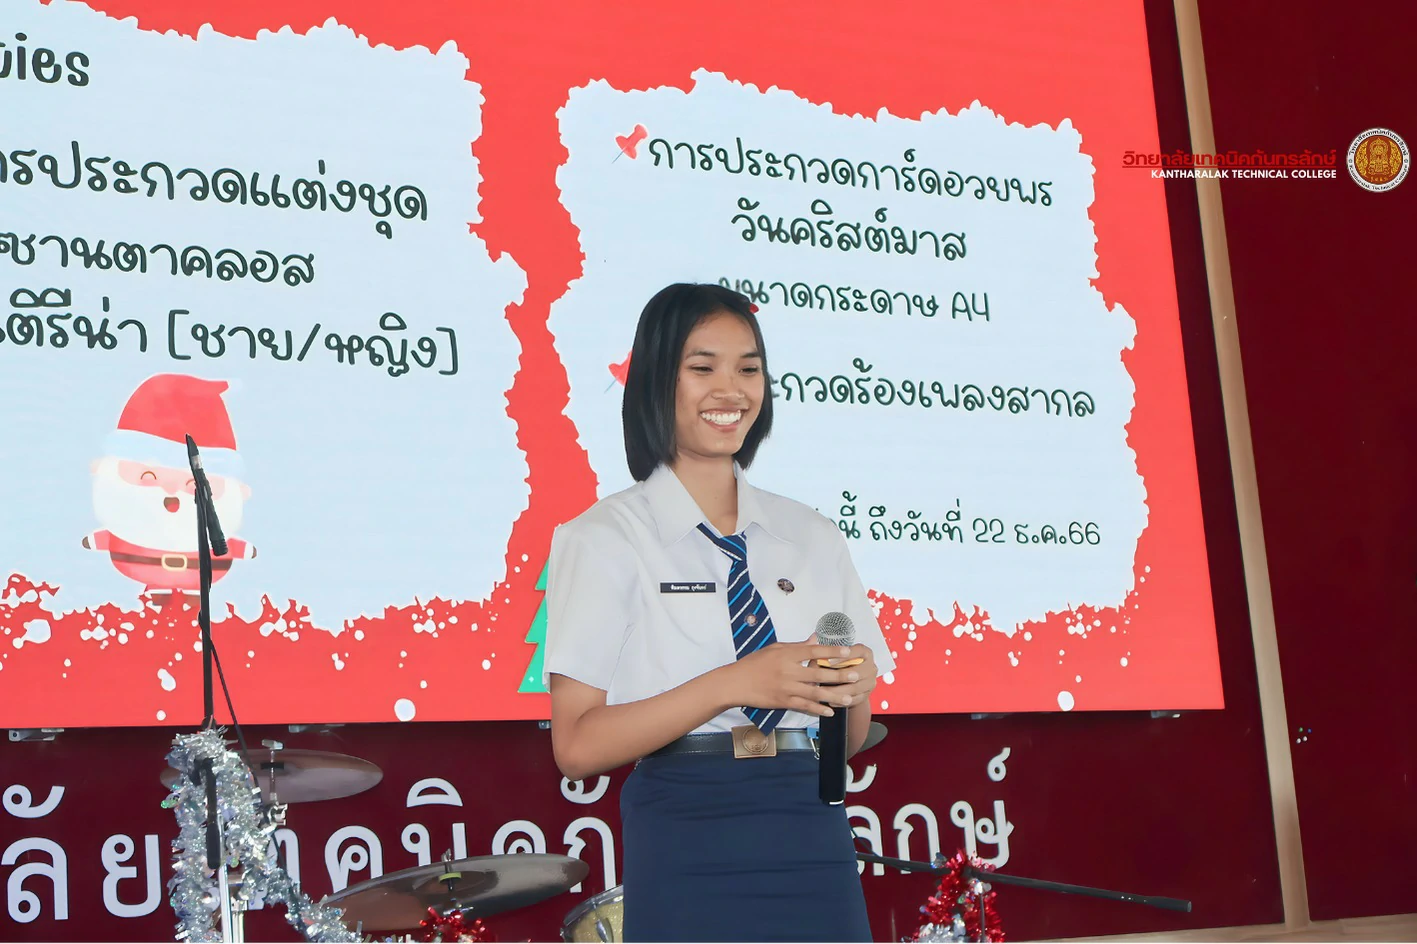 ies
ารประกวดแต่งชุด
ซานตาคลอส
ติรีน่า [ชาย/หญิง]
การประกวดการ์ดอวยพร
วันคริสต์มาส
ขนาดกระดาษ A4
ะกวดร้องเพลงสากล
นี้ ถึงวันที่ 22 ธ.ค.66
วิทยาลัยเทคนิคกันทรลักษ์
KANTHARALAK TECHNICAL COLLEGE
ลัยเทคนิคกั
ลักษ์